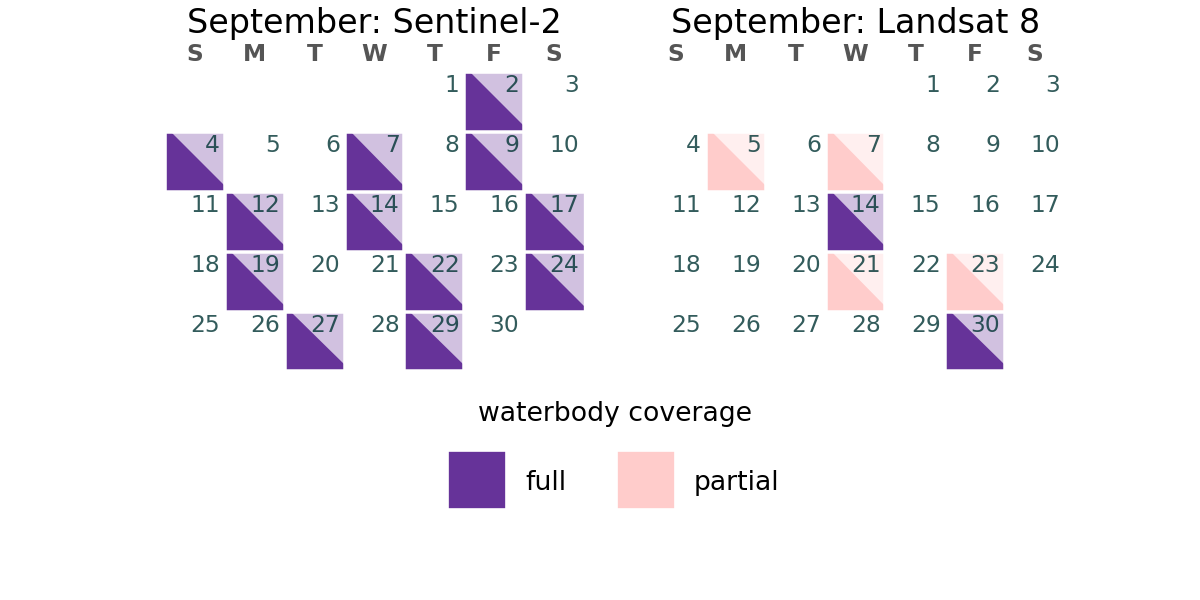 September: Sentinel-2
S M T W T F S
1 2 3
4 5 6 7 8 9 10
11 12 13 14 15 16 17
18 19 20 21 22 23 24
25 26 27 28 29 30
September: Landsat 8
S M T W T F S
1 2 3
4 5 6 7 8 9 10
11 12 13 14 15 16 17
18 19 20 21 22 23 24
25 26 27 28 29 30
waterbody coverage
full partial